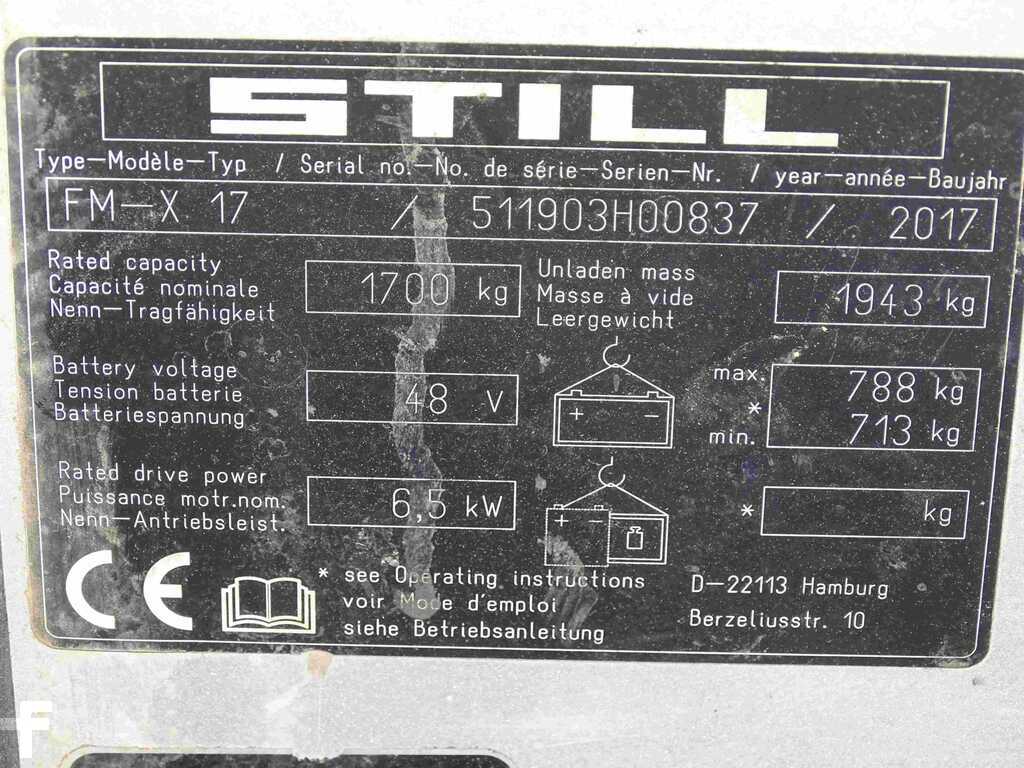 STILL
Type-Modèle-Typ / Serial no.-No. de série-Serien-Nr. / year-année-Baujahr
FM-X 17 / 511903H00837 / 2017
Rated capacity
Capacité nominale
Nenn-Tragfähigkeit
1700 kg
Unladen mass
Masse à vide
Leergewicht
1943 kg
Battery voltage
Tension batterie
Batteriespannung
48 V
+ -
max.
*
min.
788 kg
713 kg
Rated drive power
Puissance motr.nom.
Nenn-Antriebsleist.
6,5 kW
+ -
* kg
CE
* see Operating instructions
voir Mode d'emploi
siehe Betriebsanleitung
D-22113 Hamburg
Berzeliusstr. 10
F